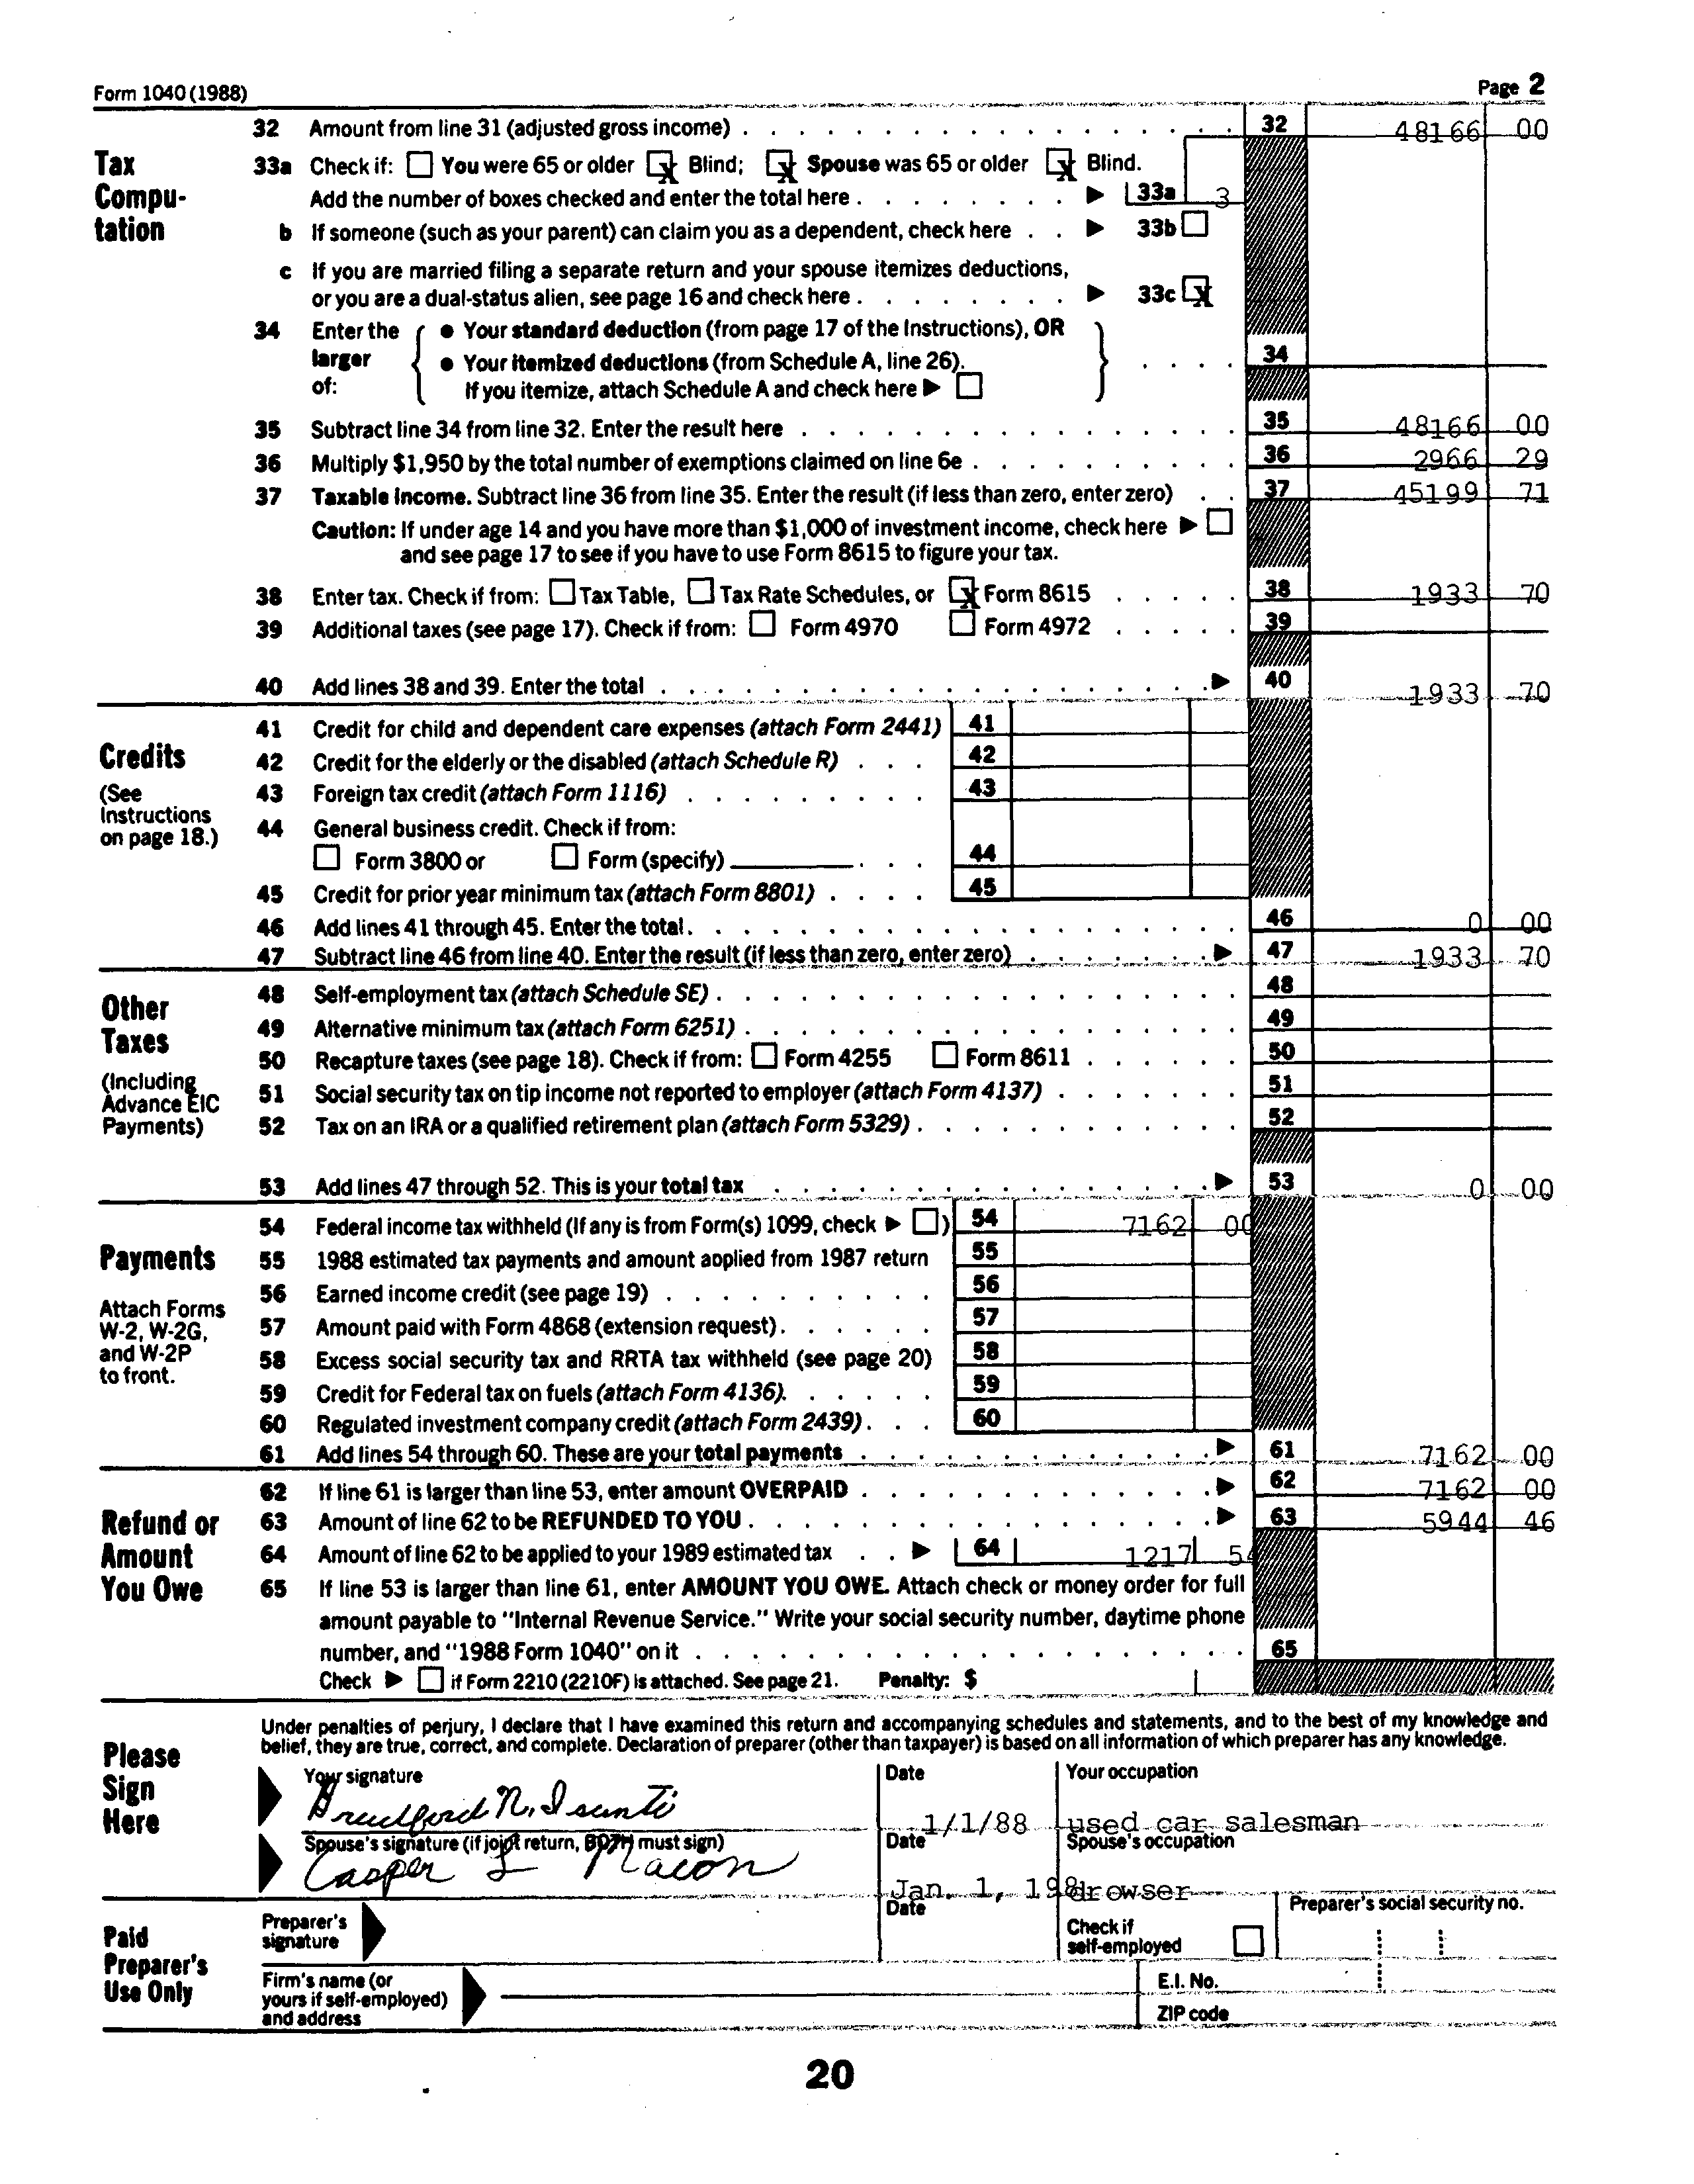 Form 1040 (1988) Page 2
32 Amount from line 31 (adjusted gross income) . . . 32 48166 00
Tax Compu- tation
33a Check if: You were 65 or older X Blind; X Spouse was 65 or older X Blind.
Add the number of boxes checked and enter the total here . . . 33a 3
b If someone (such as your parent) can claim you as a dependent, check here . . 33b
c If you are married filing a separate return and your spouse itemizes deductions,
or you are a dual-status alien, see page 16 and check here . . . 33c X
34 Enter the larger of:
• Your standard deduction (from page 17 of the Instructions), OR
• Your itemized deductions (from Schedule A, line 26).
If you itemize, attach Schedule A and check here
34
35 Subtract line 34 from line 32. Enter the result here . . . 35 48166 00
36 Multiply $1,950 by the total number of exemptions claimed on line 6e . . . 36 2966 29
37 Taxable income. Subtract line 36 from line 35. Enter the result (if less than zero, enter zero) . . 37 45199 71
Caution: If under age 14 and you have more than $1,000 of investment income, check here
and see page 17 to see if you have to use Form 8615 to figure your tax.
38 Enter tax. Check if from: Tax Table, Tax Rate Schedules, or X Form 8615 . . . 38 1933 70
39 Additional taxes (see page 17). Check if from: Form 4970 Form 4972 . . . 39
40 Add lines 38 and 39. Enter the total . . . 40 1933 70
Credits
(See Instructions on page 18.)
41 Credit for child and dependent care expenses (attach Form 2441) 41
42 Credit for the elderly or the disabled (attach Schedule R) . . . 42
43 Foreign tax credit (attach Form 1116) . . . 43
44 General business credit. Check if from:
Form 3800 or Form (specify) . . . 44
45 Credit for prior year minimum tax (attach Form 8801) . . . 45
46 Add lines 41 through 45. Enter the total. . . . 46 0 00
47 Subtract line 46 from line 40. Enter the result (if less than zero, enter zero) . . . 47 1933 70
Other Taxes
(Including Advance EIC Payments)
48 Self-employment tax (attach Schedule SE) . . . 48
49 Alternative minimum tax (attach Form 6251) . . . 49
50 Recapture taxes (see page 18). Check if from: Form 4255 Form 8611 . . . 50
51 Social security tax on tip income not reported to employer (attach Form 4137) . . . 51
52 Tax on an IRA or a qualified retirement plan (attach Form 5329) . . . 52
53 Add lines 47 through 52. This is your total tax . . . 53 0 00
Payments
Attach Forms W-2, W-2G, and W-2P to front.
54 Federal income tax withheld (If any is from Form(s) 1099, check ) 54 7162 00
55 1988 estimated tax payments and amount applied from 1987 return 55
56 Earned income credit (see page 19) . . . 56
57 Amount paid with Form 4868 (extension request) . . . 57
58 Excess social security tax and RRTA tax withheld (see page 20) 58
59 Credit for Federal tax on fuels (attach Form 4136). . . . 59
60 Regulated investment company credit (attach Form 2439) . . . 60
61 Add lines 54 through 60. These are your total payments . . . 61 7162 00
Refund or Amount You Owe
62 If line 61 is larger than line 53, enter amount OVERPAID . . . 62 7162 00
63 Amount of line 62 to be REFUNDED TO YOU . . . 63 5944 46
64 Amount of line 62 to be applied to your 1989 estimated tax . . 64 1217 54
65 If line 53 is larger than line 61, enter AMOUNT YOU OWE. Attach check or money order for full
amount payable to "Internal Revenue Service." Write your social security number, daytime phone
number, and "1988 Form 1040" on it . . . 65
Check if Form 2210 (2210F) is attached. See page 21. Penalty: $
Please Sign Here
Under penalties of perjury, I declare that I have examined this return and accompanying schedules and statements, and to the best of my knowledge and
belief, they are true, correct, and complete. Declaration of preparer (other than taxpayer) is based on all information of which preparer has any knowledge.
Your signature Date Your occupation
Bradford N. Isanti 1/1/88 used car salesman
Spouse's signature (if joint return, BOTH must sign) Date Spouse's occupation
Casper L Macon Jan. 1, 198 drowser
Paid Preparer's Use Only
Preparer's signature Date Check if self-employed Preparer's social security no.
Firm's name (or yours if self-employed) and address E.I. No.
ZIP code
20